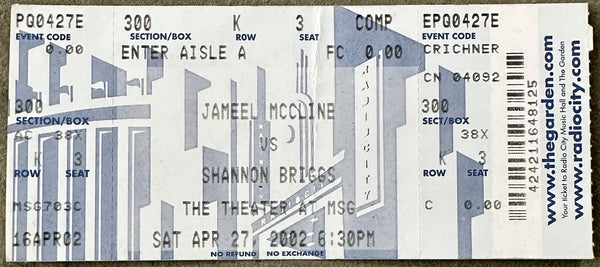 PQ0427E 300 K 3 COMP EPQ0427E
EVENT CODE SECTION/BOX ROW SEAT EVENT CODE
0.00 ENTER AISLE A FC 0.00 CRICHNER
CN 04092
300 JAMEEL MCCLINE 300
SECTION/BOX SECTION/BOX
AC 38X VS 38X
K 3 SHANNON BRIGGS K 3
ROW SEAT ROW SEAT
MSG703C THE THEATER AT MSG C 0.00
16APR02 SAT APR 27, 2002 6:30PM
NO REFUND NO EXCHANGE
RADIO CITY
424211648125
www.thegarden.com
Your ticket to Radio City Music Hall and The Garden
www.radiocity.com